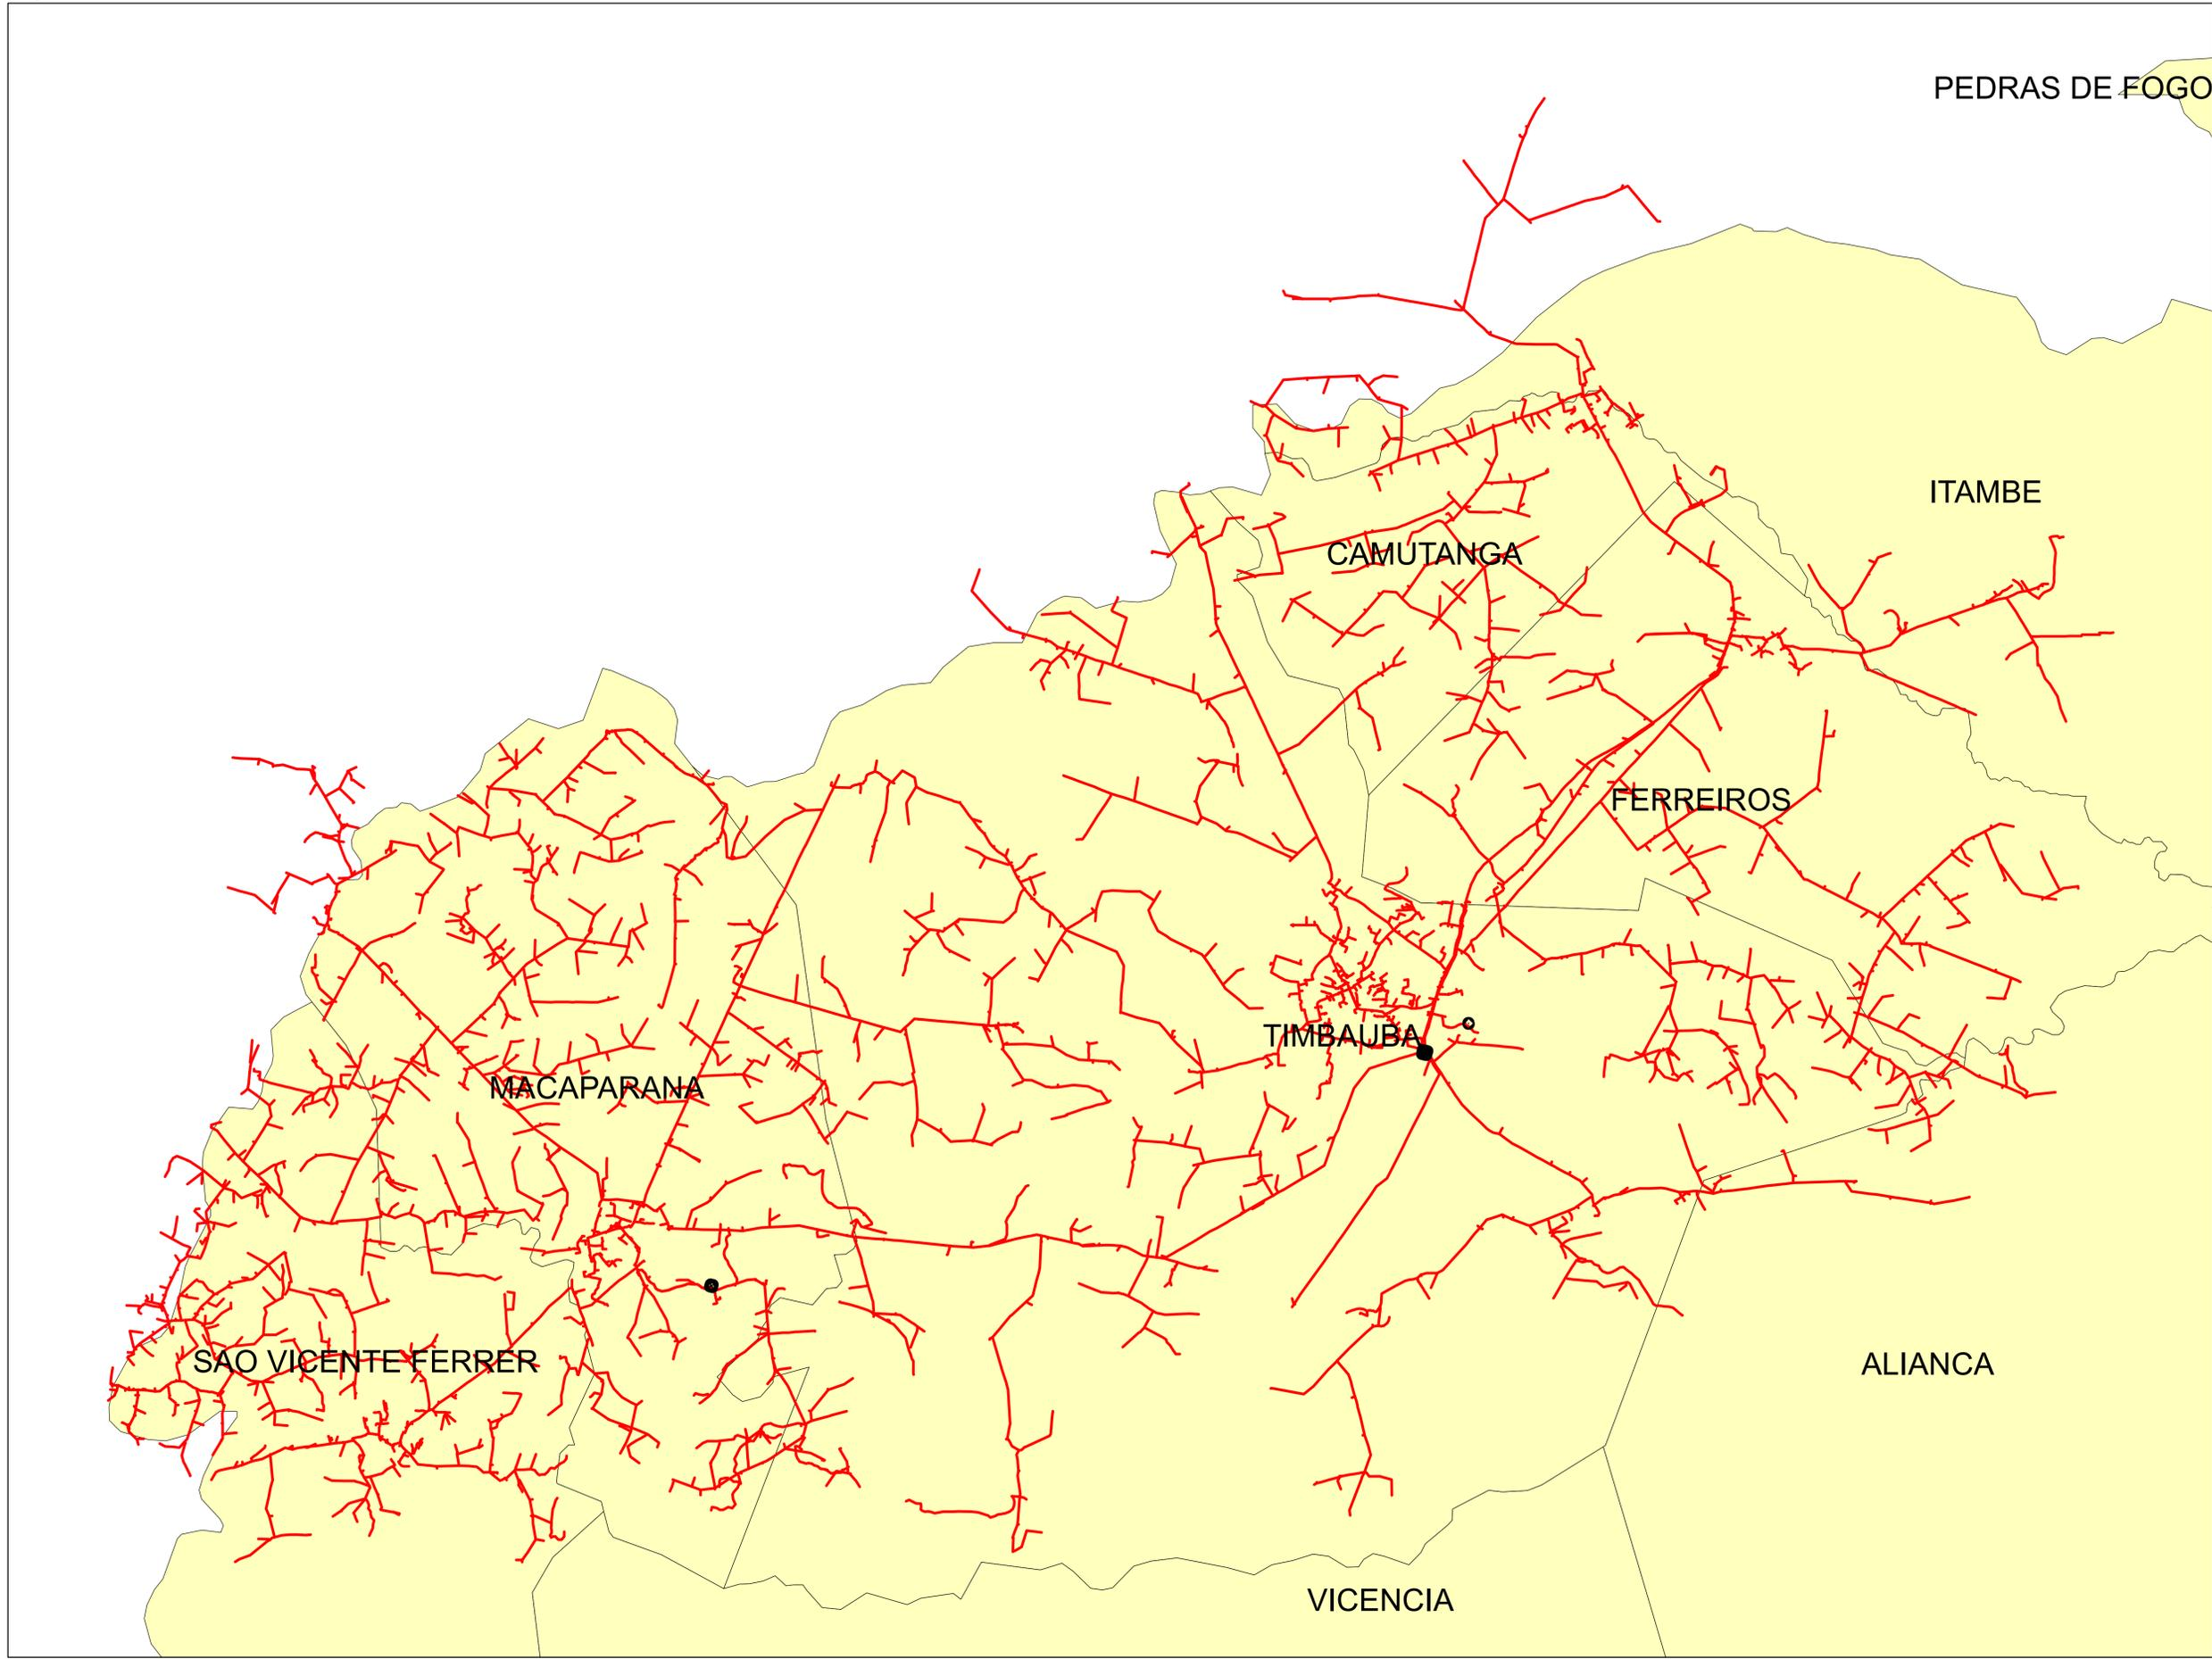 PEDRAS DE FOGO
ITAMBE
CAMUTANGA
FERREIROS
TIMBAUBA
MACAPARANA
SAO VICENTE FERRER
ALIANCA
VICENCIA